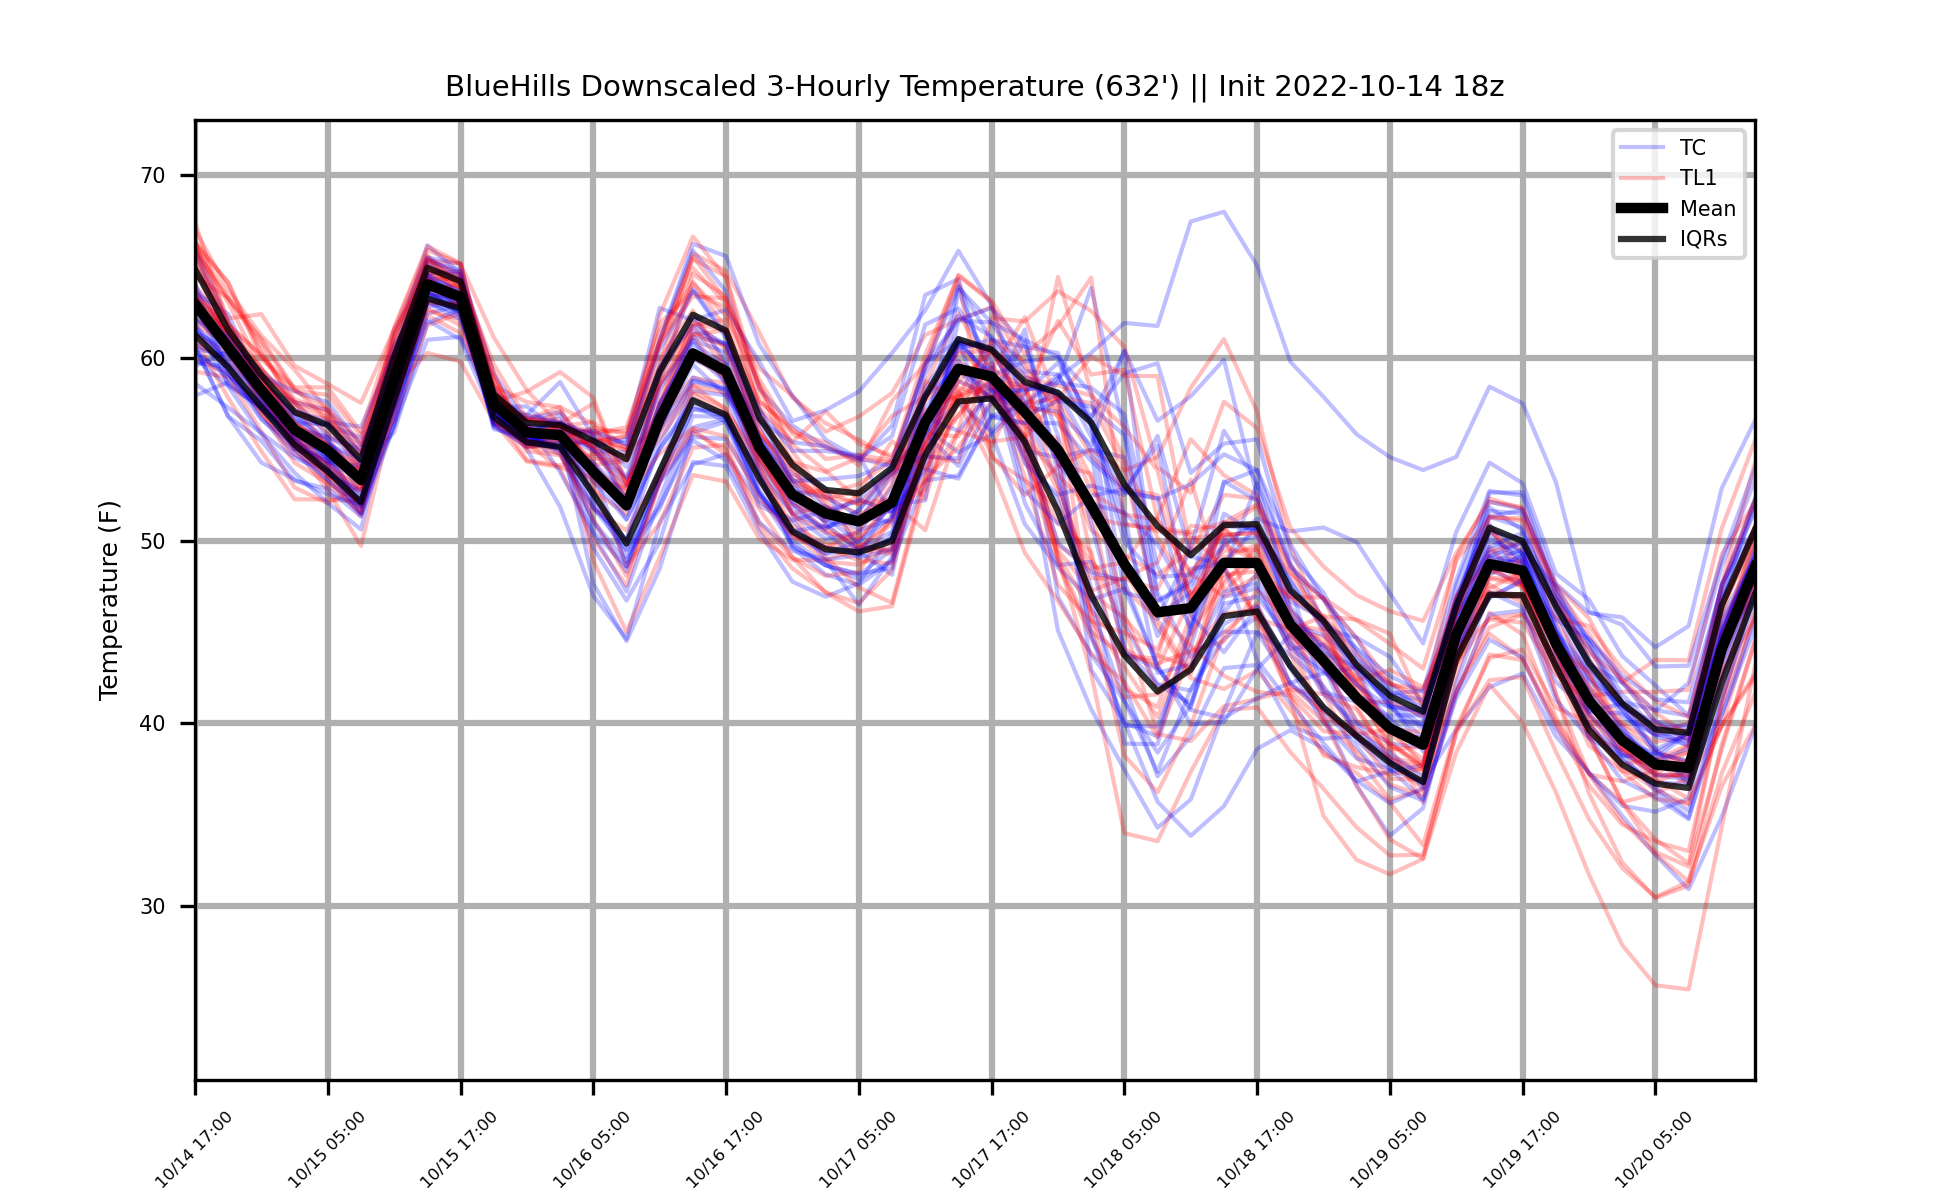 BlueHills Downscaled 3-Hourly Temperature (632') || Init 2022-10-14 18z
TC
TL1
Mean
IQRs
Temperature (F)
70
60
50
40
30
10/14 17:00
10/15 05:00
10/15 17:00
10/16 05:00
10/16 17:00
10/17 05:00
10/17 17:00
10/18 05:00
10/18 17:00
10/19 05:00
10/19 17:00
10/20 05:00